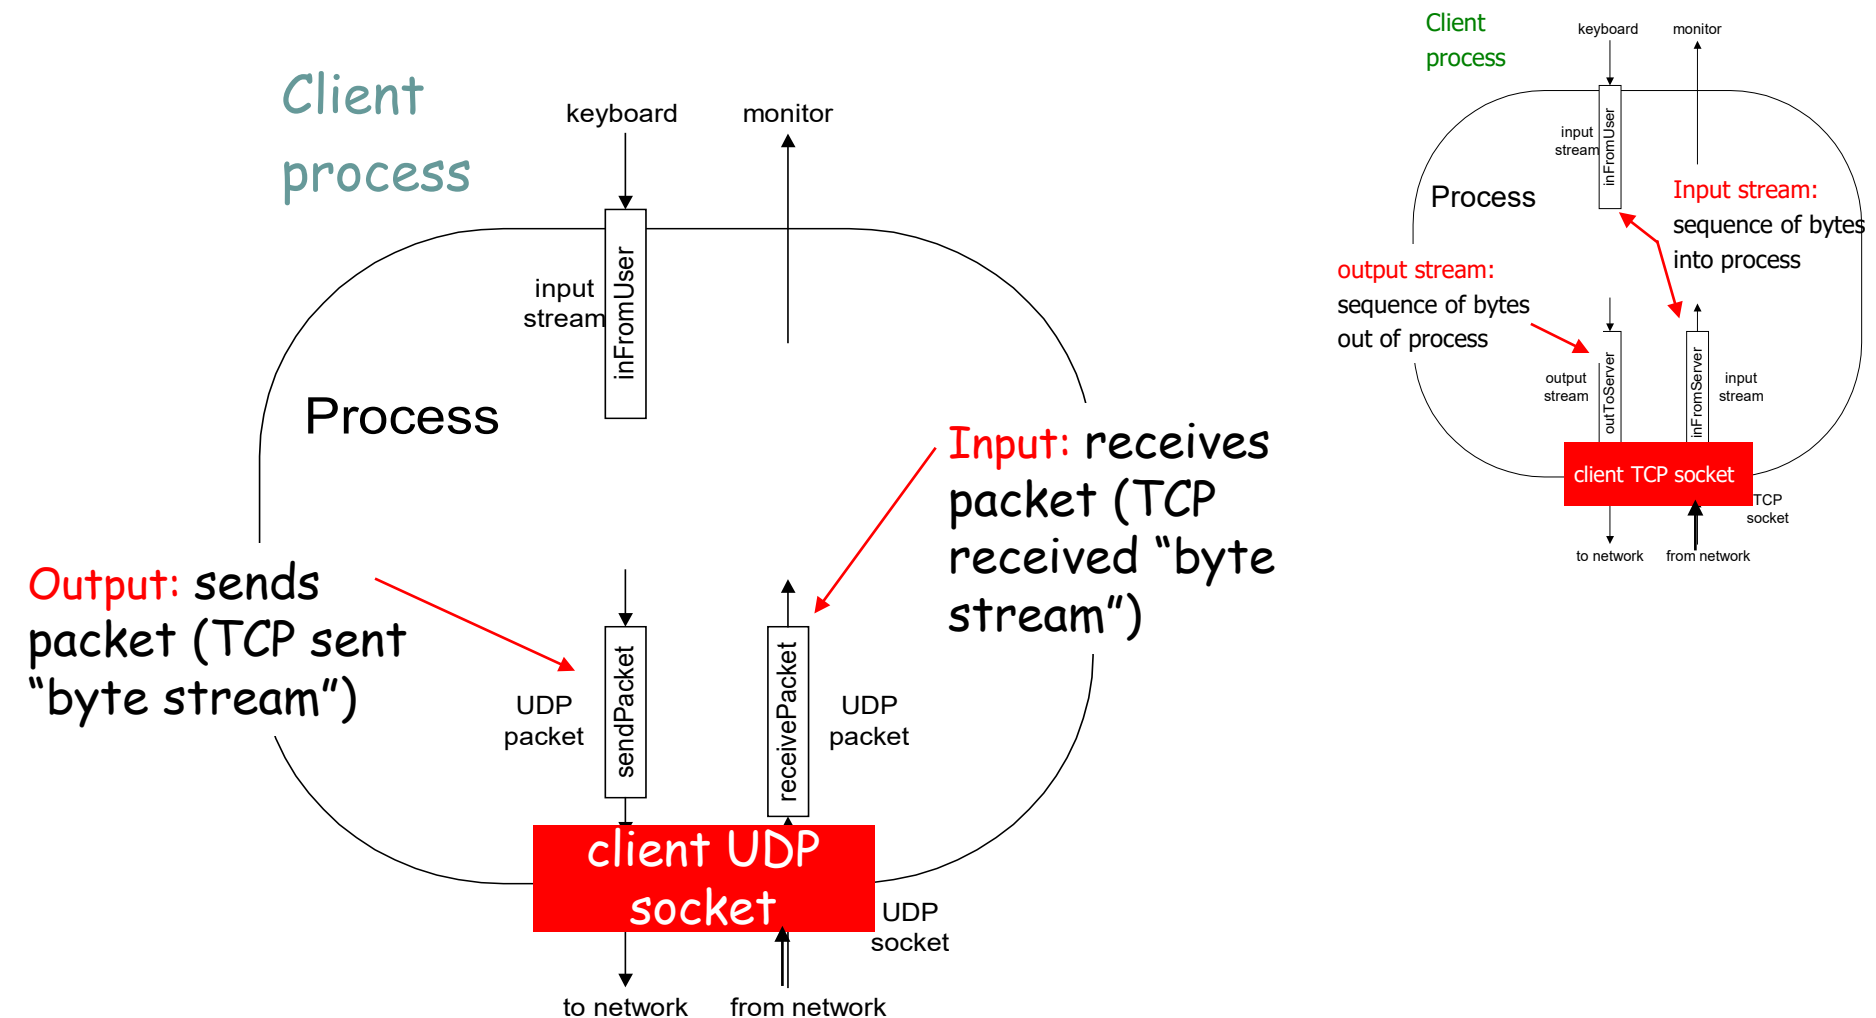 Client
process
keyboard
monitor
input
stream
inFromUser
Process
Input: receives
packet (TCP
received “byte
stream”)
Output: sends
packet (TCP sent
“byte stream”)
UDP
packet
sendPacket
receivePacket
UDP
packet
client UDP
socket
UDP
socket
to network
from network
Client
process
keyboard
monitor
input
stream
inFromUser
Process
Input stream:
sequence of bytes
into process
output stream:
sequence of bytes
out of process
output
stream
outToServer
inFromServer
input
stream
client TCP socket
TCP
socket
to network
from network